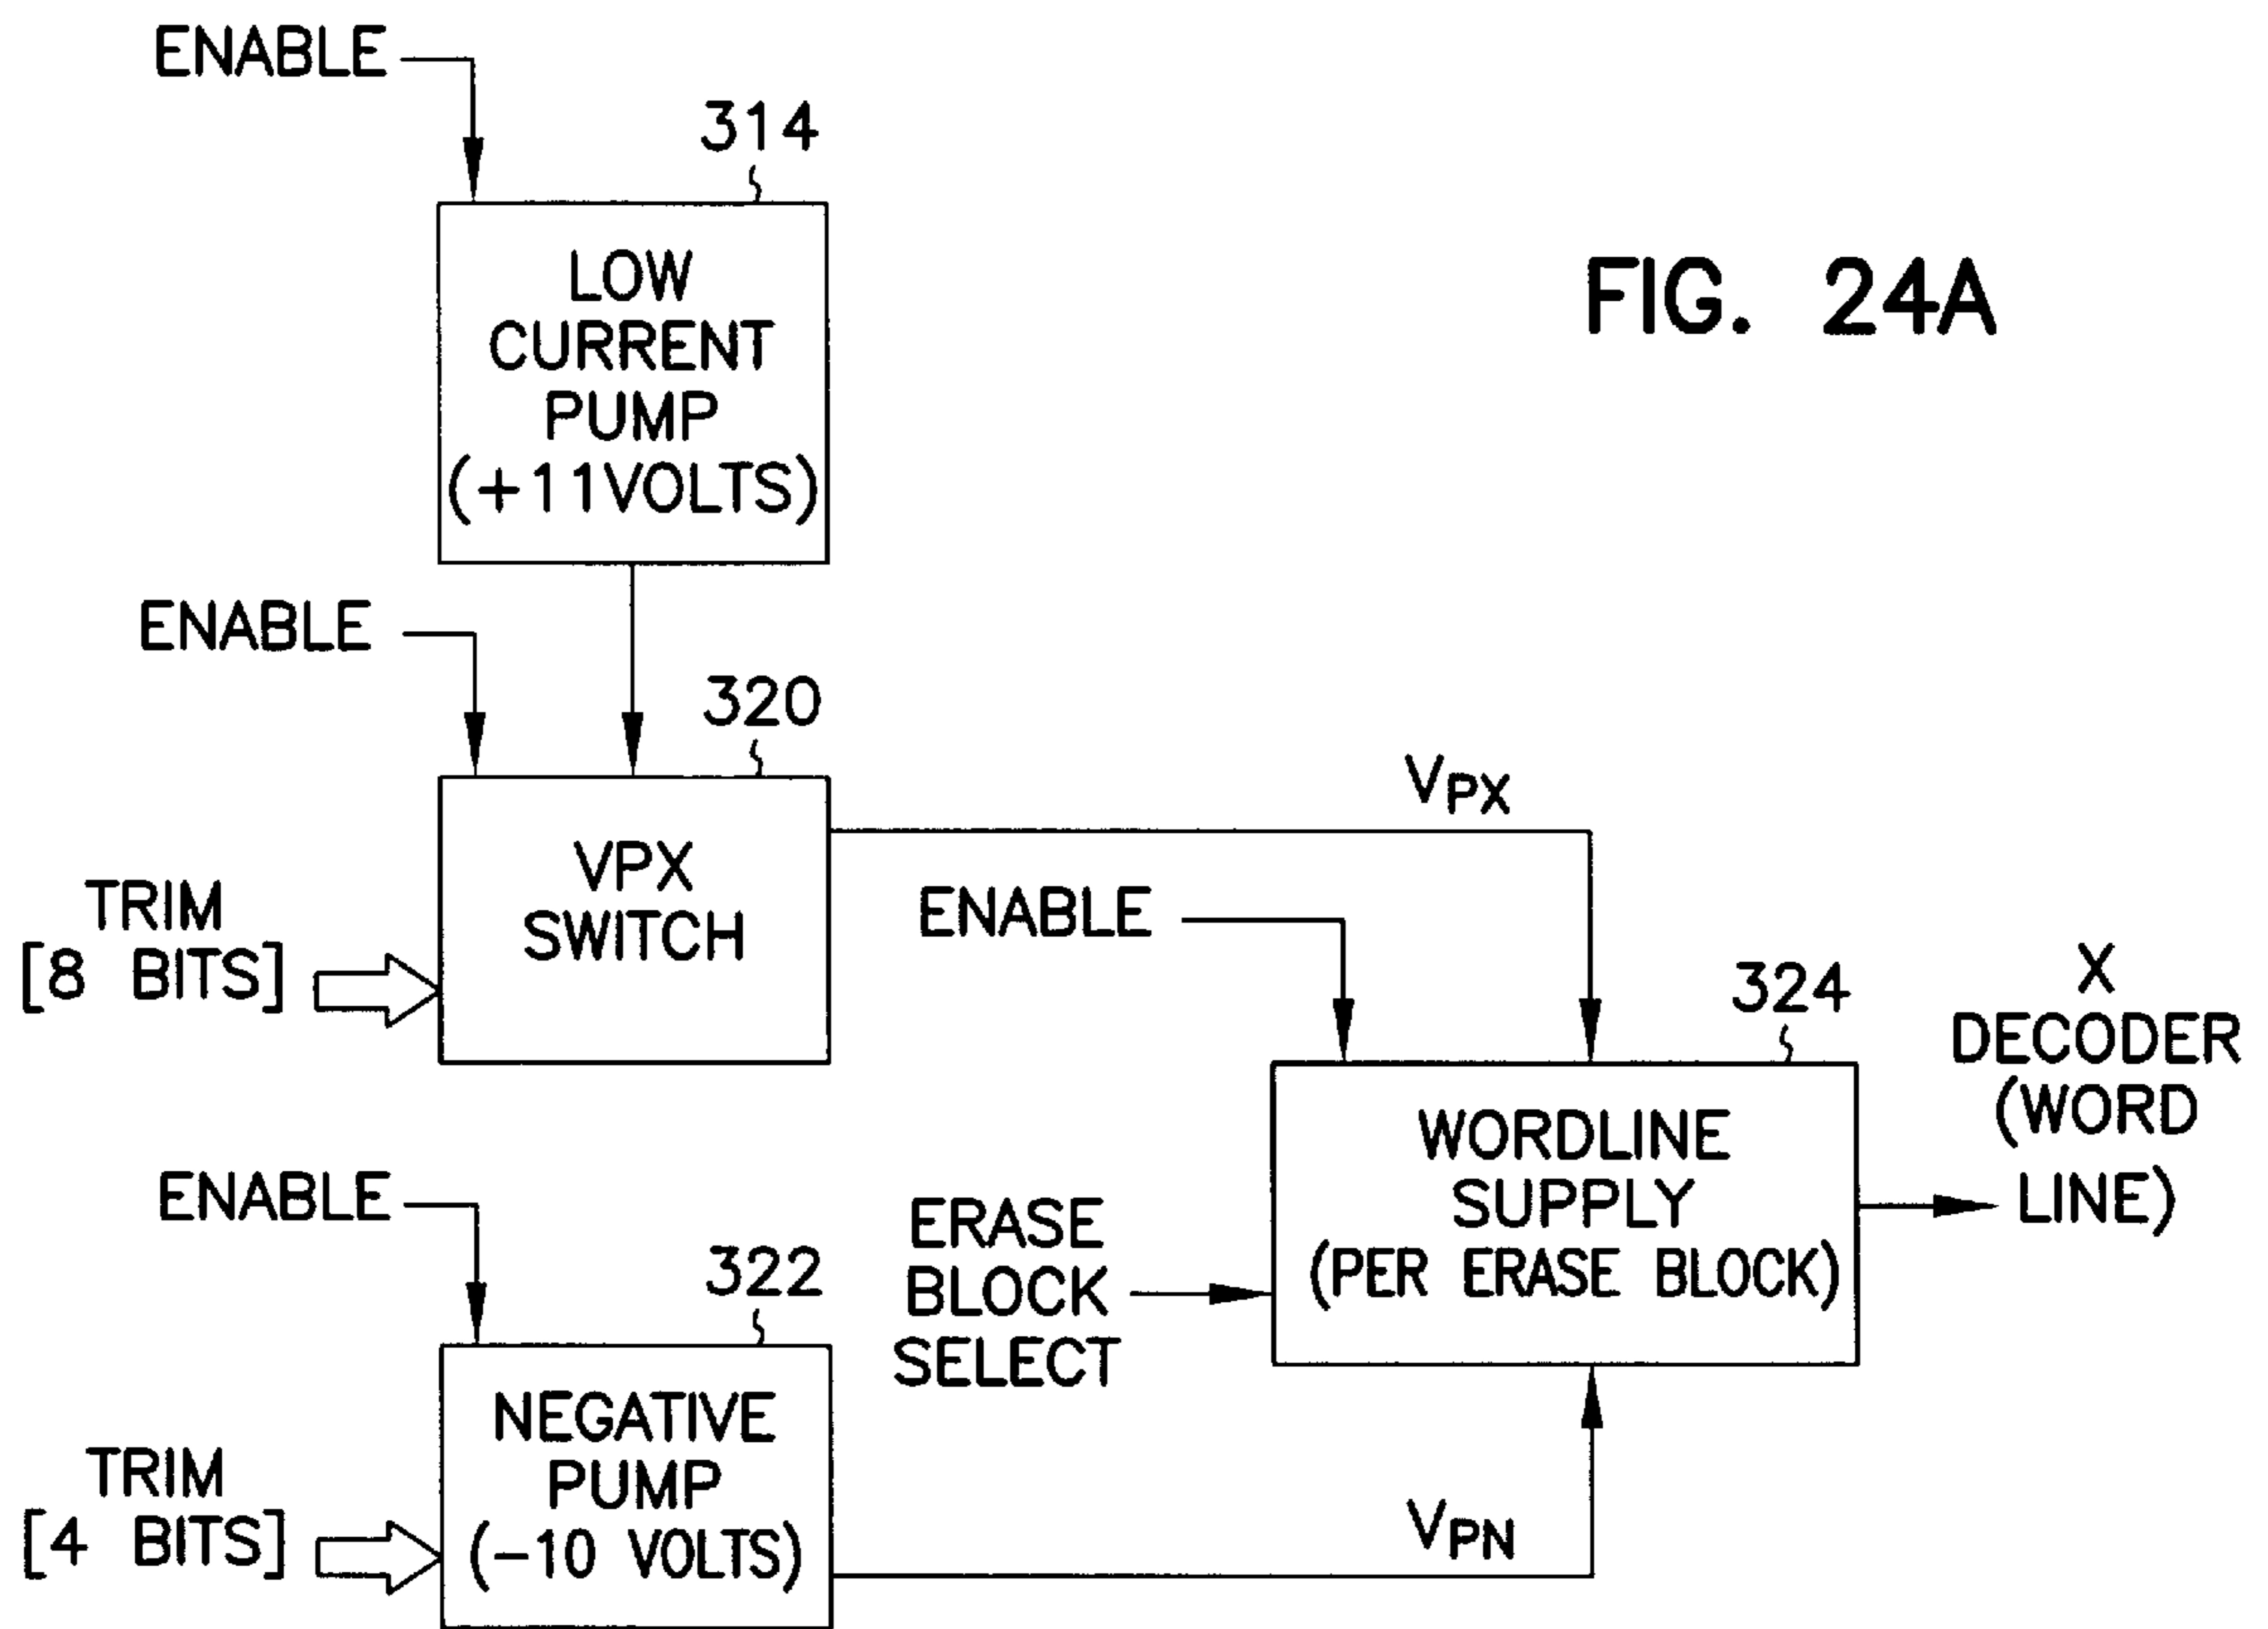 ENABLE
314
LOW
CURRENT
PUMP
(+11VOLTS)
FIG. 24A
ENABLE
320
VPX
SWITCH
TRIM
[8 BITS]
VPX
ENABLE
324
X
DECODER
(WORD
LINE)
WORDLINE
SUPPLY
(PER ERASE BLOCK)
ERASE
BLOCK
SELECT
ENABLE
322
NEGATIVE
PUMP
(-10 VOLTS)
TRIM
[4 BITS]
VPN